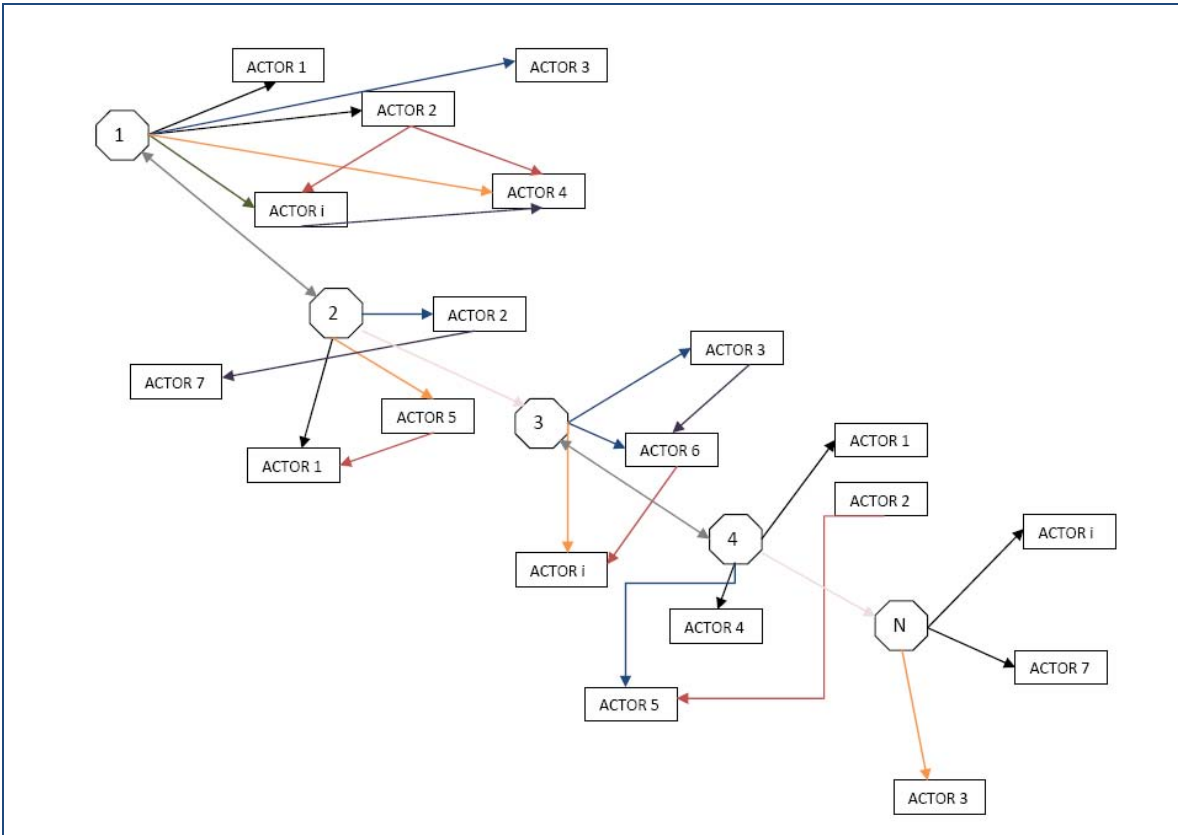 ACTOR 1
ACTOR 3
ACTOR 2
1
ACTOR 4
ACTOR i
2
ACTOR 2
ACTOR 3
ACTOR 7
ACTOR 5
3
ACTOR 6
ACTOR 1
ACTOR 1
ACTOR 2
4
ACTOR i
ACTOR i
ACTOR 4
N
ACTOR 7
ACTOR 5
ACTOR 3